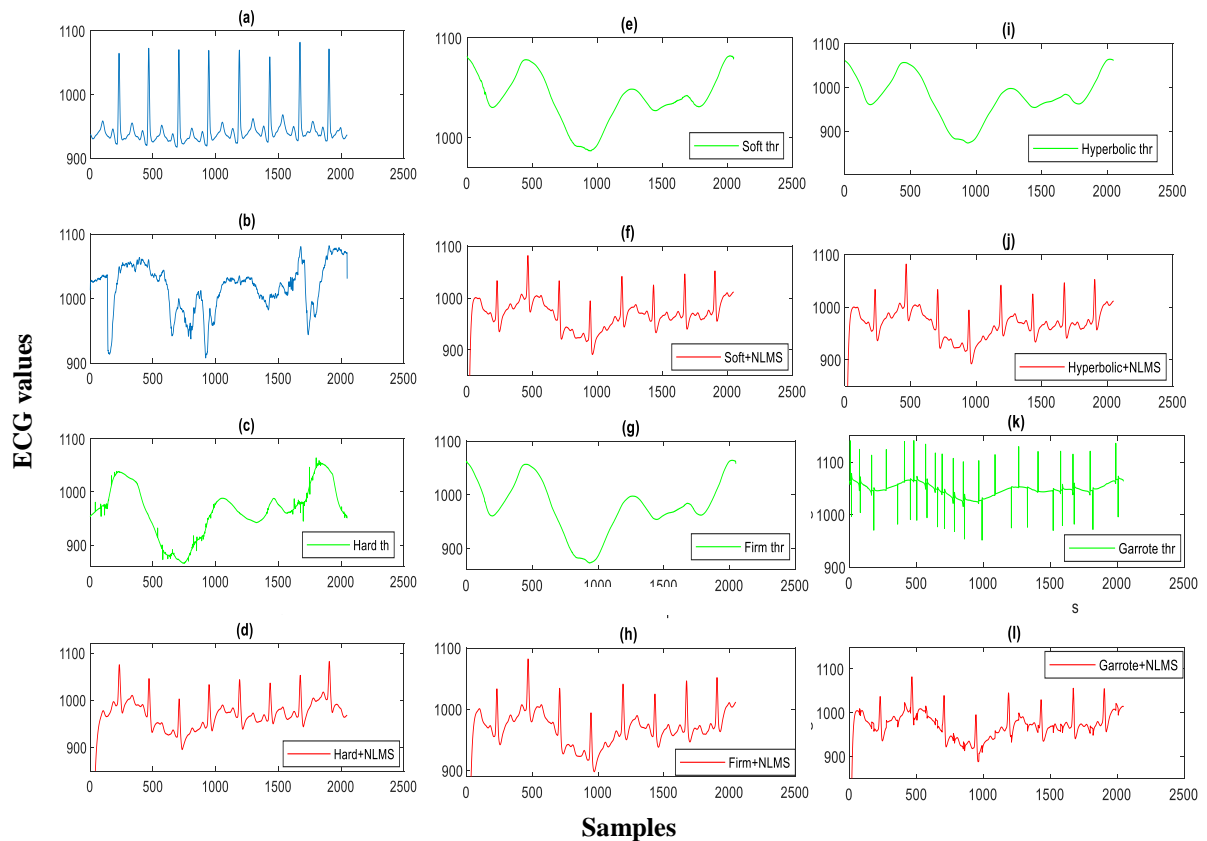 ECG values
(a)
1100
1000
900
0 500 1000 1500 2000 2500
(b)
1100
1000
900
0 500 1000 1500 2000 2500
(c)
1100
1000
900
Hard th
0 500 1000 1500 2000 2500
(d)
1100
1000
900
Hard+NLMS
0 500 1000 1500 2000 2500
(e)
1100
1000
Soft thr
0 500 1000 1500 2000 2500
(f)
1100
1000
900
Soft+NLMS
0 500 1000 1500 2000 2500
(g)
1100
1000
900
Firm thr
0 500 1000 1500 2000 2500
(h)
1100
1000
900
Firm+NLMS
0 500 1000 1500 2000 2500
(i)
1100
1000
900
Hyperbolic thr
0 500 1000 1500 2000 2500
(j)
1100
1000
900
Hyperbolic+NLMS
0 500 1000 1500 2000 2500
(k)
1100
1000
900
Garrote thr
0 500 1000 1500 2000 2500
s
(l)
1100
1000
900
Garrote+NLMS
0 500 1000 1500 2000 2500
Samples